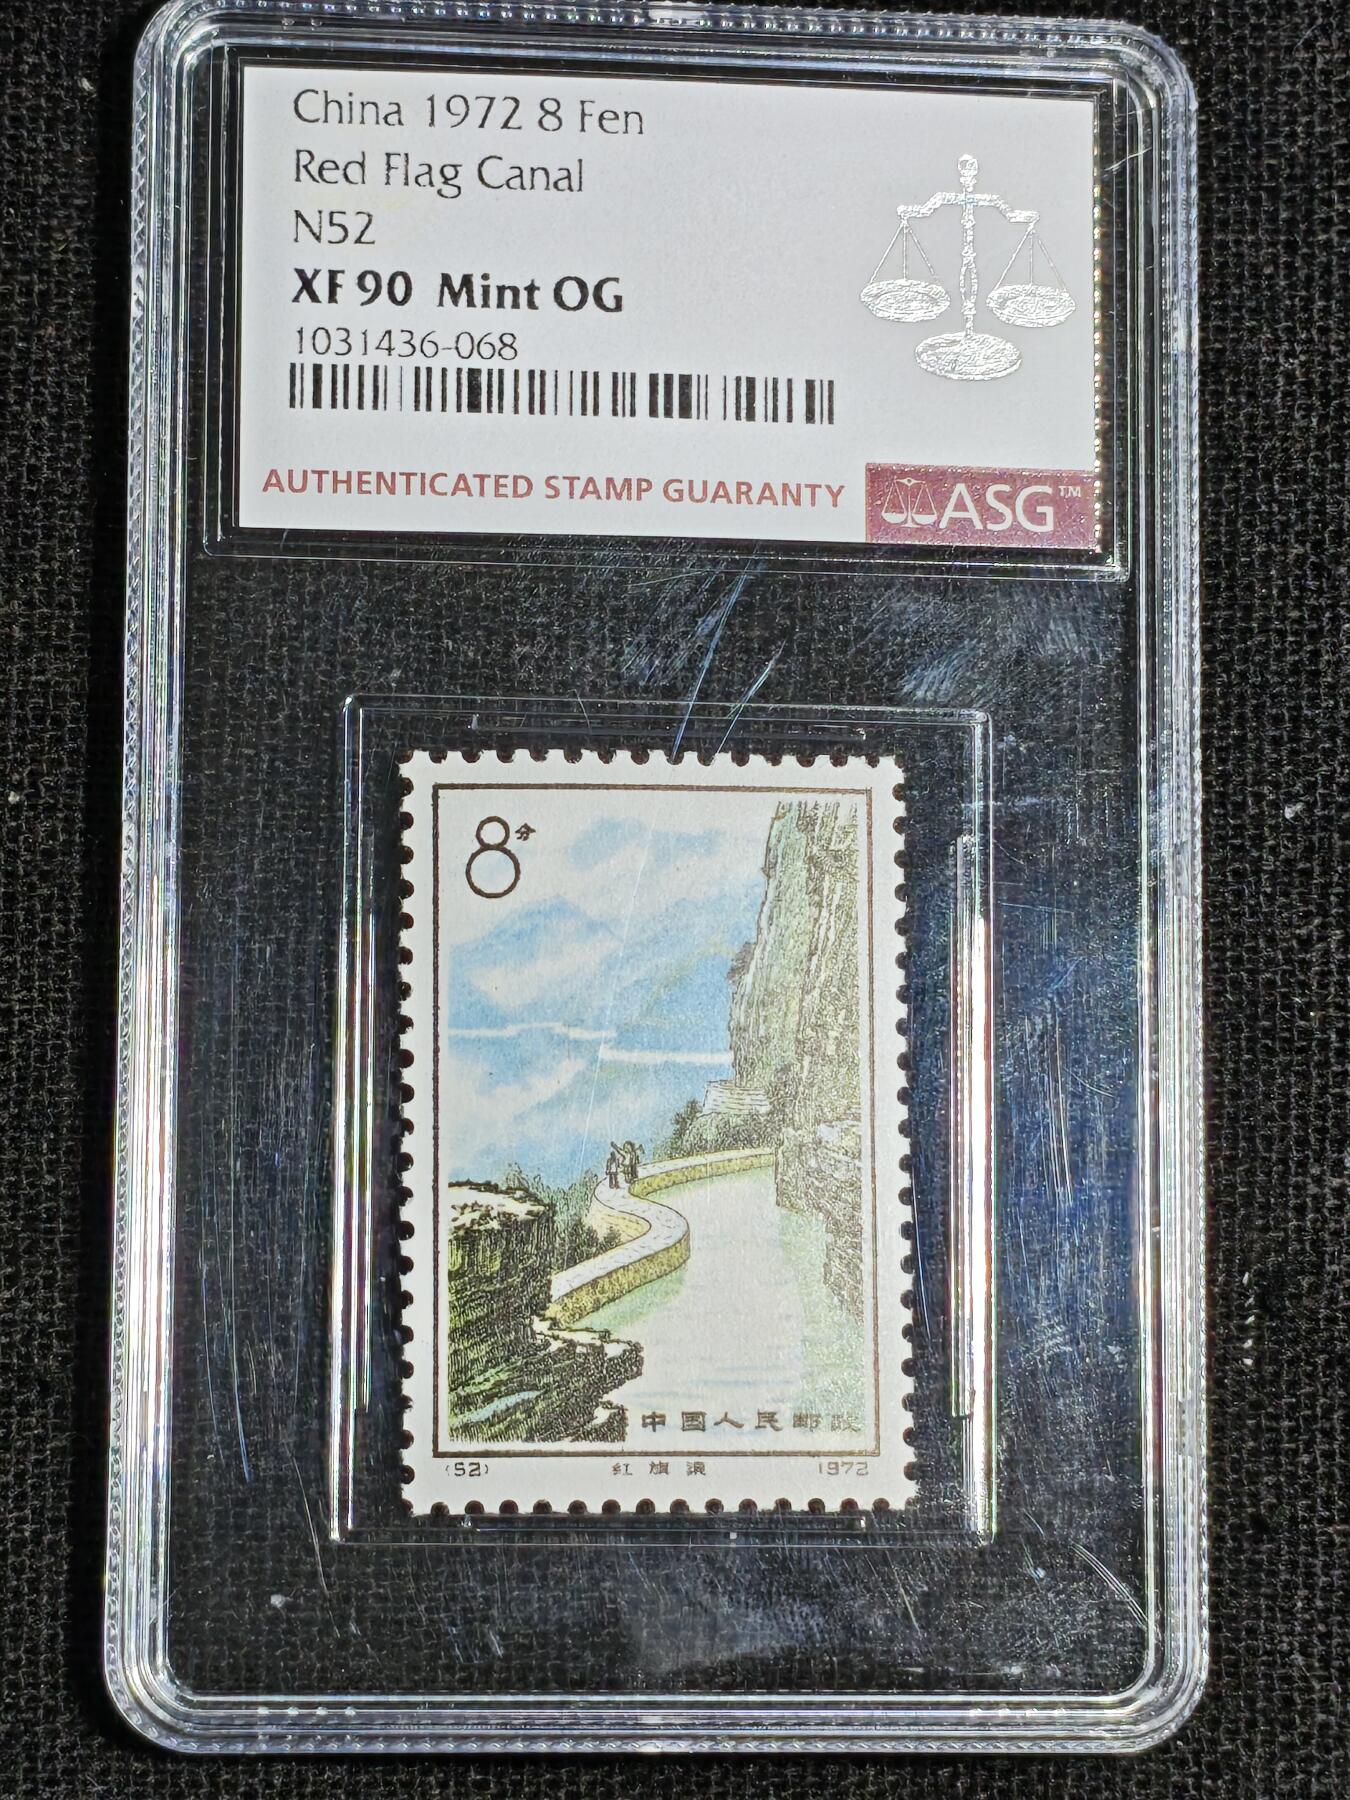 China 1972 8 Fen
Red Flag Canal
N52
XF 90 Mint OG
1031436-068
AUTHENTICATED STAMP GUARANTY
ASG™
8分
中国人民邮政
(52) 红旗渠 1972